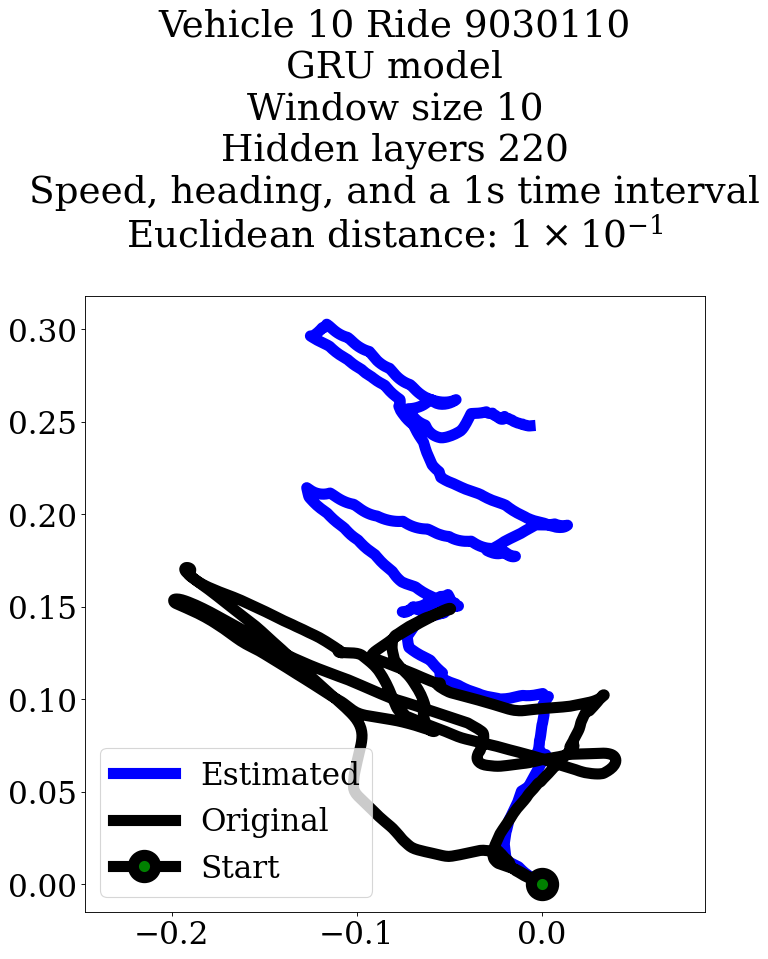 Vehicle 10 Ride 9030110
GRU model
Window size 10
Hidden layers 220
Speed, heading, and a 1s time interval
Euclidean distance: 1 × 10⁻¹
0.30
0.25
0.20
0.15
0.10
0.05
0.00
Estimated
Original
Start
−0.2
−0.1
0.0